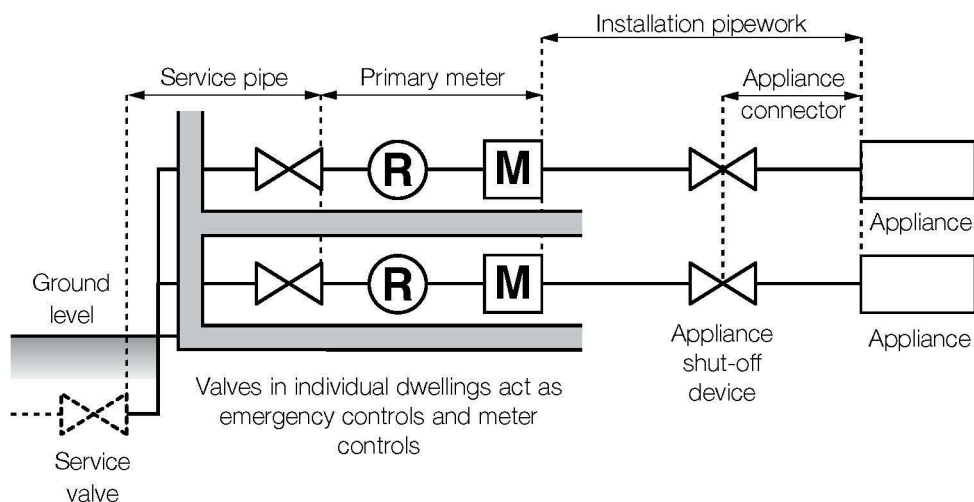 Installation pipework
Service pipe
Primary meter
Appliance
connector
R
M
Appliance
R
M
Appliance
Ground
level
Appliance
shut-off
device
Valves in individual dwellings act as
emergency controls and meter
controls
Service
valve